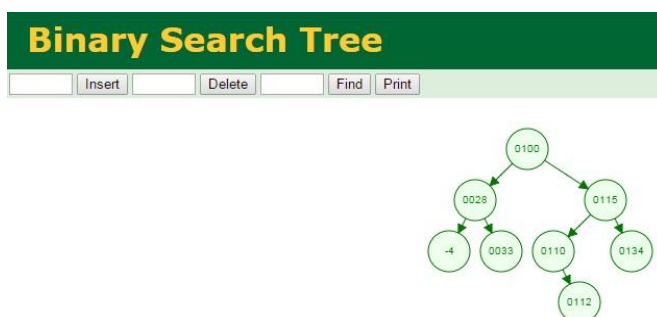 Binary Search Tree
Insert Delete Find Print
0100
0028 0115
-4 0033 0110 0134
0112